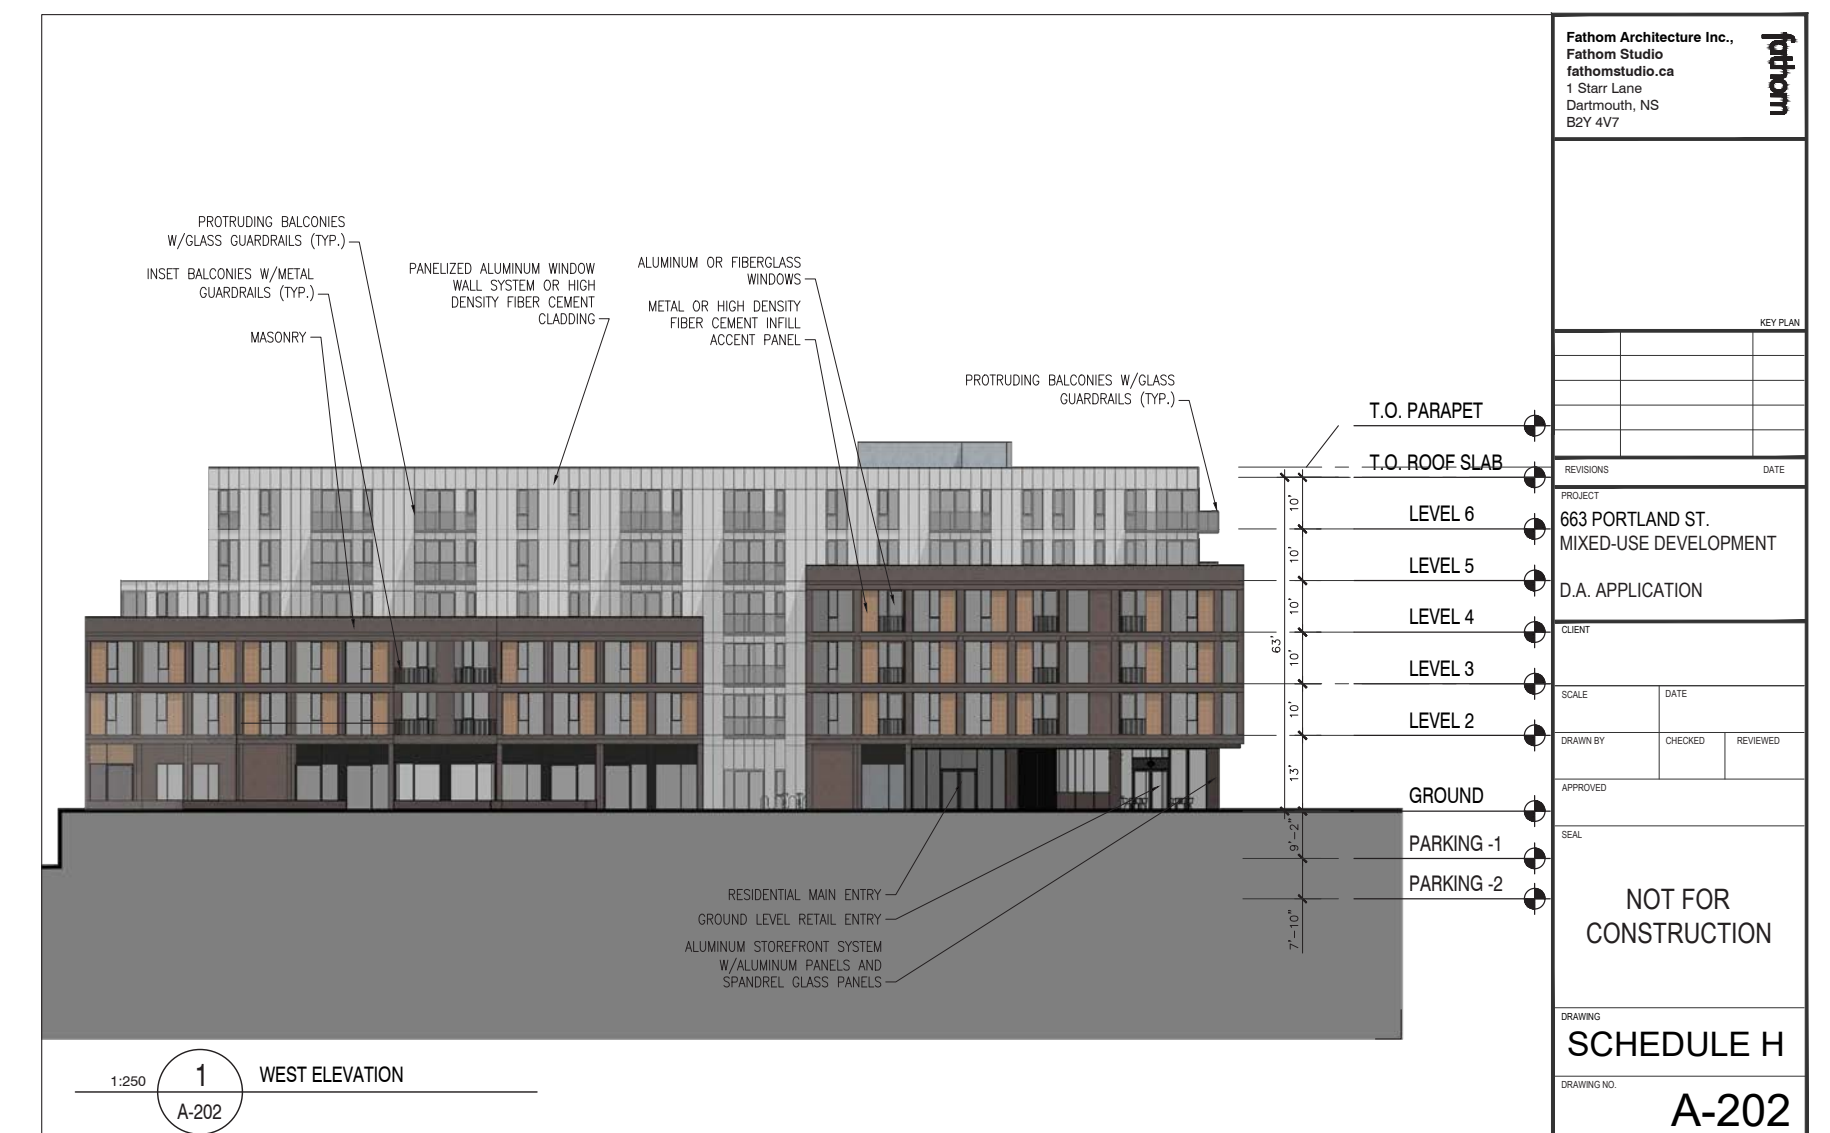 Fathom Architecture Inc.,
Fathom Studio
fathomstudio.ca
1 Starr Lane
Dartmouth, NS
B2Y 4V7
fathom
KEY PLAN
REVISIONS DATE
PROJECT
663 PORTLAND ST.
MIXED-USE DEVELOPMENT
D.A. APPLICATION
CLIENT
SCALE DATE
DRAWN BY CHECKED REVIEWED
APPROVED
SEAL
NOT FOR
CONSTRUCTION
DRAWING
SCHEDULE H
DRAWING NO.
A-202
PROTRUDING BALCONIES
W/GLASS GUARDRAILS (TYP.)
INSET BALCONIES W/METAL
GUARDRAILS (TYP.)
MASONRY
PANELIZED ALUMINUM WINDOW
WALL SYSTEM OR HIGH
DENSITY FIBER CEMENT
CLADDING
ALUMINUM OR FIBERGLASS
WINDOWS
METAL OR HIGH DENSITY
FIBER CEMENT INFILL
ACCENT PANEL
PROTRUDING BALCONIES W/GLASS
GUARDRAILS (TYP.)
T.O. PARAPET
T.O. ROOF SLAB
LEVEL 6
LEVEL 5
LEVEL 4
LEVEL 3
LEVEL 2
GROUND
PARKING -1
PARKING -2
10'
10'
10'
10'
10'
13'
63'
9'-2"
7'-10"
RESIDENTIAL MAIN ENTRY
GROUND LEVEL RETAIL ENTRY
ALUMINUM STOREFRONT SYSTEM
W/ALUMINUM PANELS AND
SPANDREL GLASS PANELS
1:250
1
A-202
WEST ELEVATION